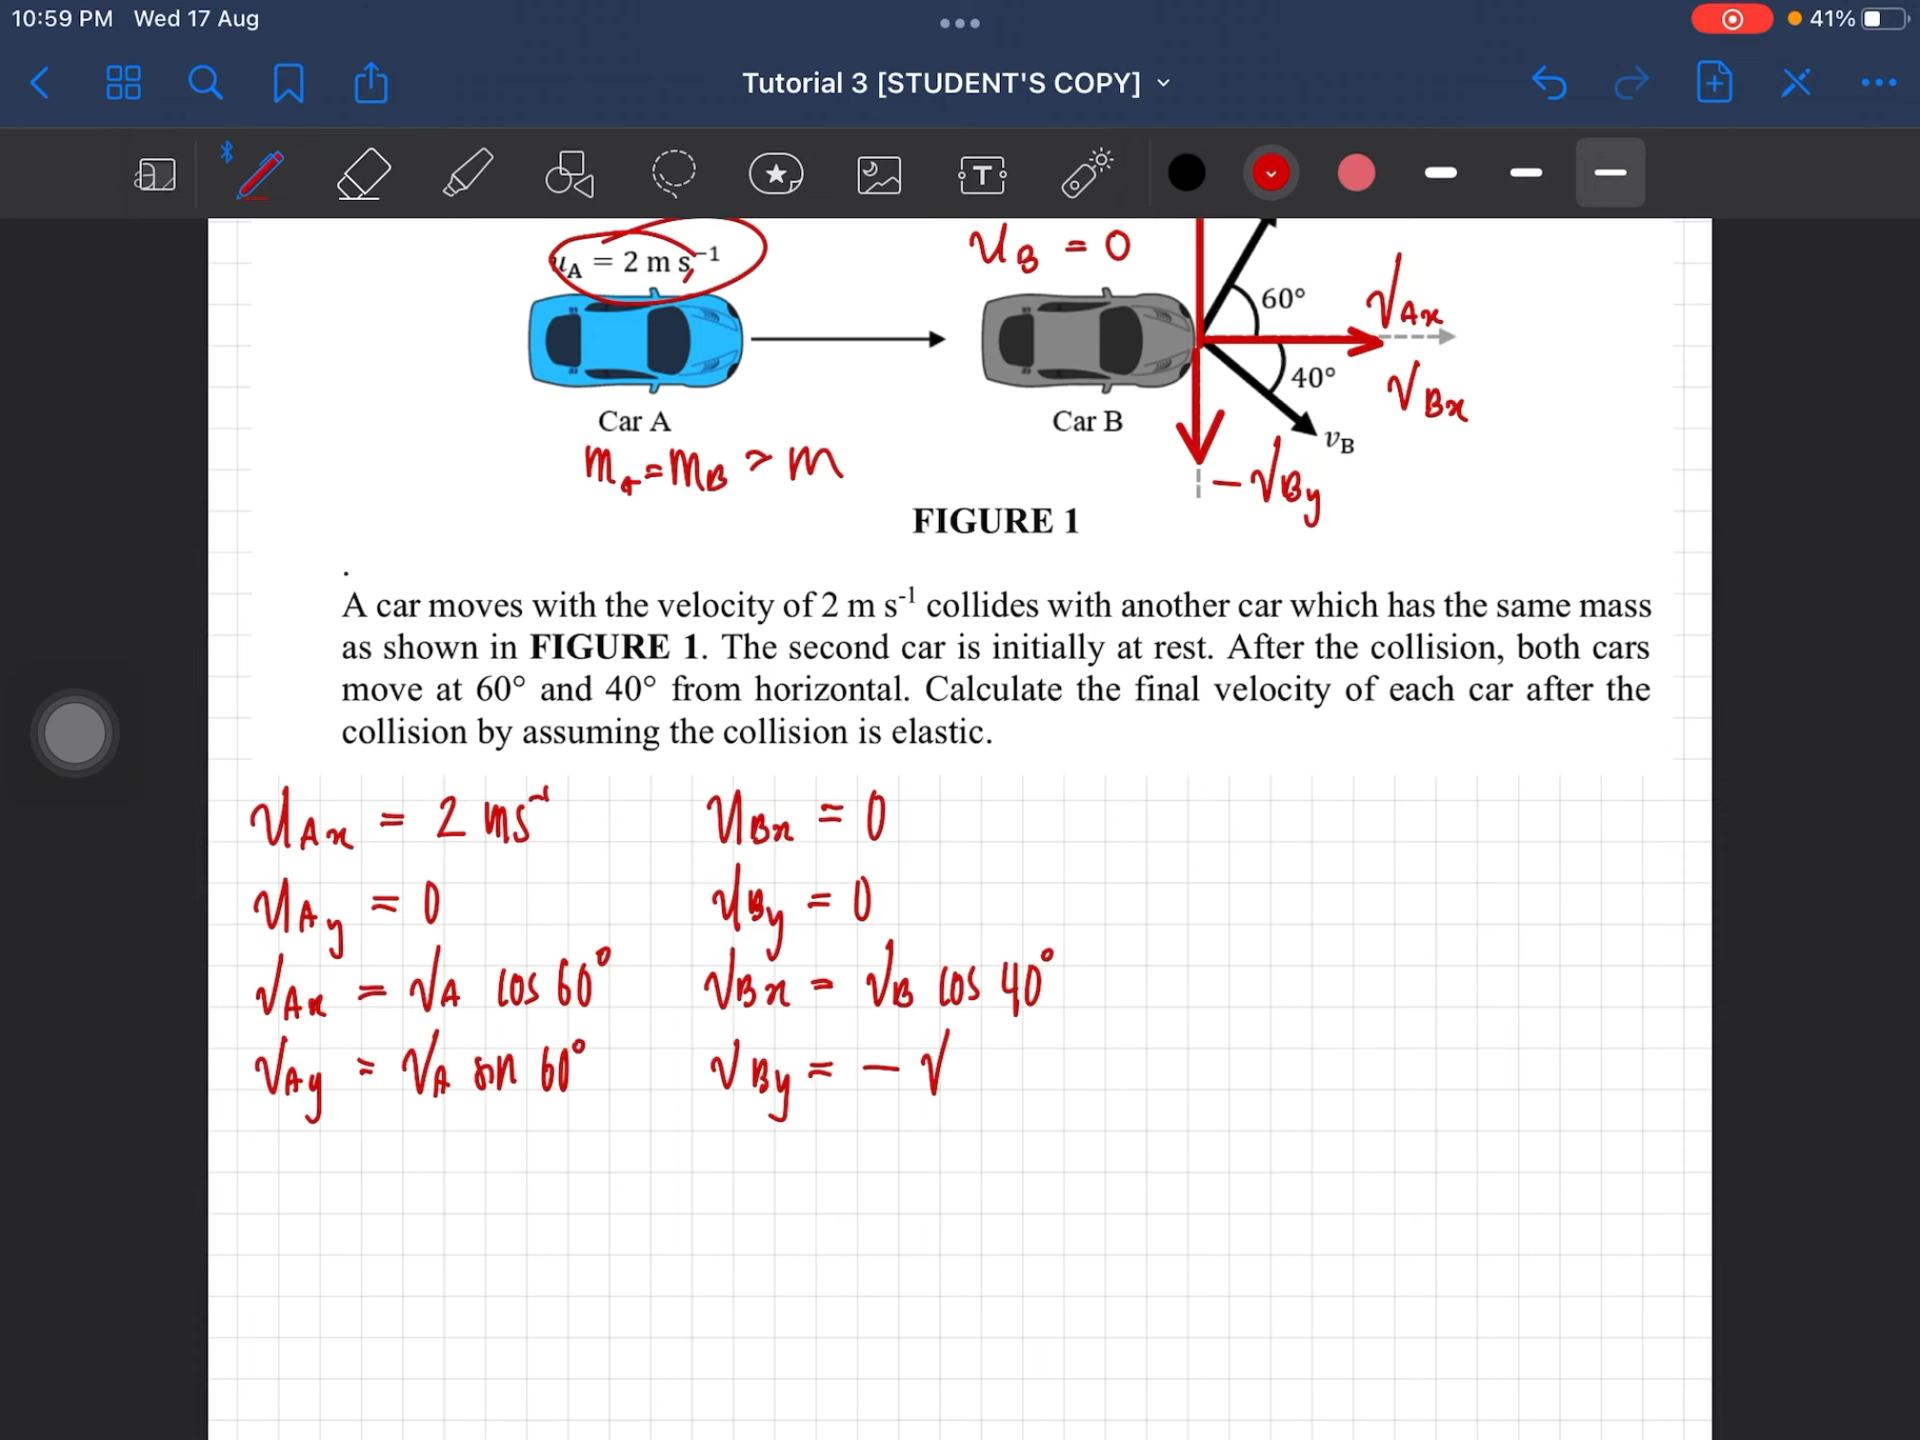 10:59 PM Wed 17 Aug
41%
Tutorial 3 [STUDENT'S COPY]
uA = 2 m s⁻¹
uB = 0
60°
vAx
40°
vBx
Car A
Car B
vB
mA = mB = m
-vBy
FIGURE 1
.
A car moves with the velocity of 2 m s⁻¹ collides with another car which has the same mass
as shown in FIGURE 1. The second car is initially at rest. After the collision, both cars
move at 60° and 40° from horizontal. Calculate the final velocity of each car after the
collision by assuming the collision is elastic.
uAx = 2 ms⁻¹ uBx = 0
uAy = 0 uBy = 0
vAx = vA cos 60° vBx = vB cos 40°
vAy = vA sin 60° vBy = - v